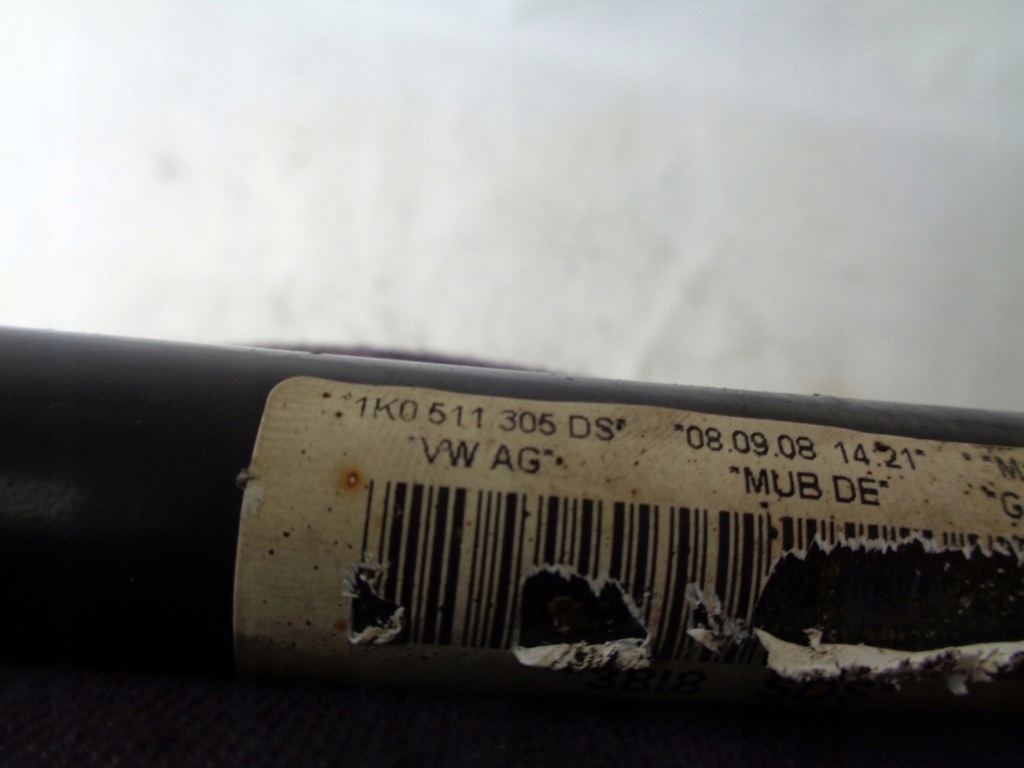 *1K0 511 305 DS* *08.09.08 14:21*
*VW AG* *MUB DE*